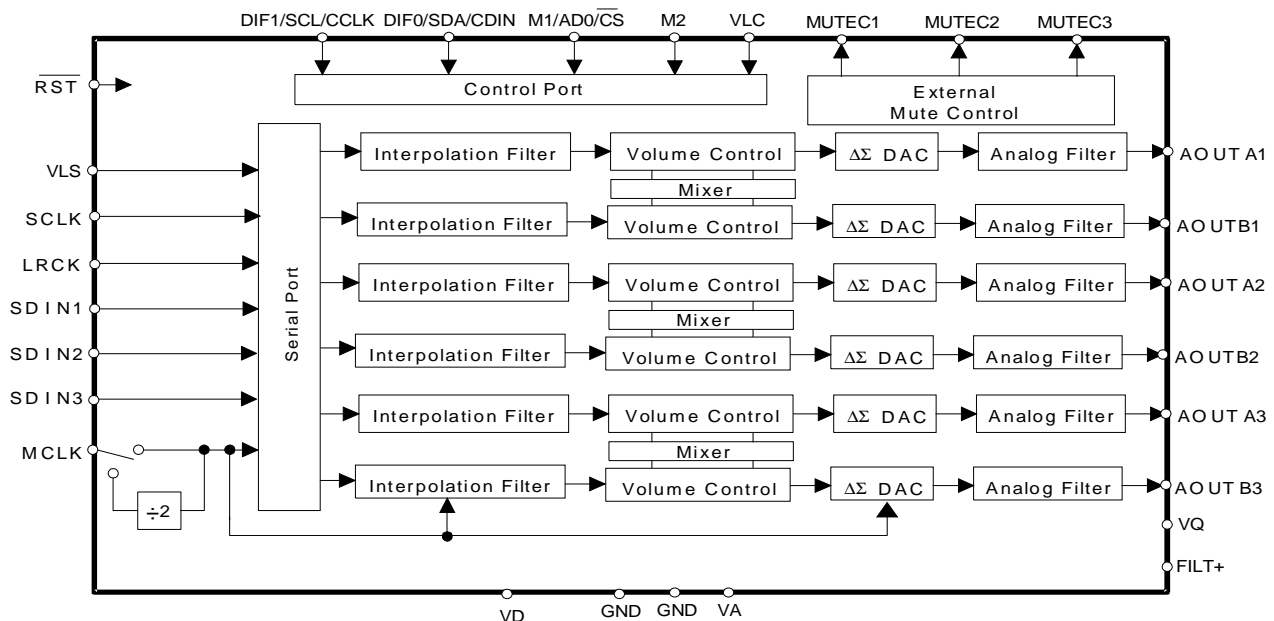 DIF1/SCL/CCLK DIF0/SDA/CDIN M1/AD0/C̅S̅ M2 VLC MUTEC1 MUTEC2 MUTEC3
R̅S̅T̅
Control Port
External
Mute Control
Interpolation Filter Volume Control ΔΣ DAC Analog Filter AOUTA1
VLS
Mixer
SCLK Interpolation Filter Volume Control ΔΣ DAC Analog Filter AOUTB1
LRCK
Serial Port
Interpolation Filter Volume Control ΔΣ DAC Analog Filter AOUTA2
SDIN1
Mixer
SDIN2 Interpolation Filter Volume Control ΔΣ DAC Analog Filter AOUTB2
SDIN3
Interpolation Filter Volume Control ΔΣ DAC Analog Filter AOUTA3
MCLK
Mixer
Interpolation Filter Volume Control ΔΣ DAC Analog Filter AOUTB3
÷2
VQ
FILT+
VD GND GND VA